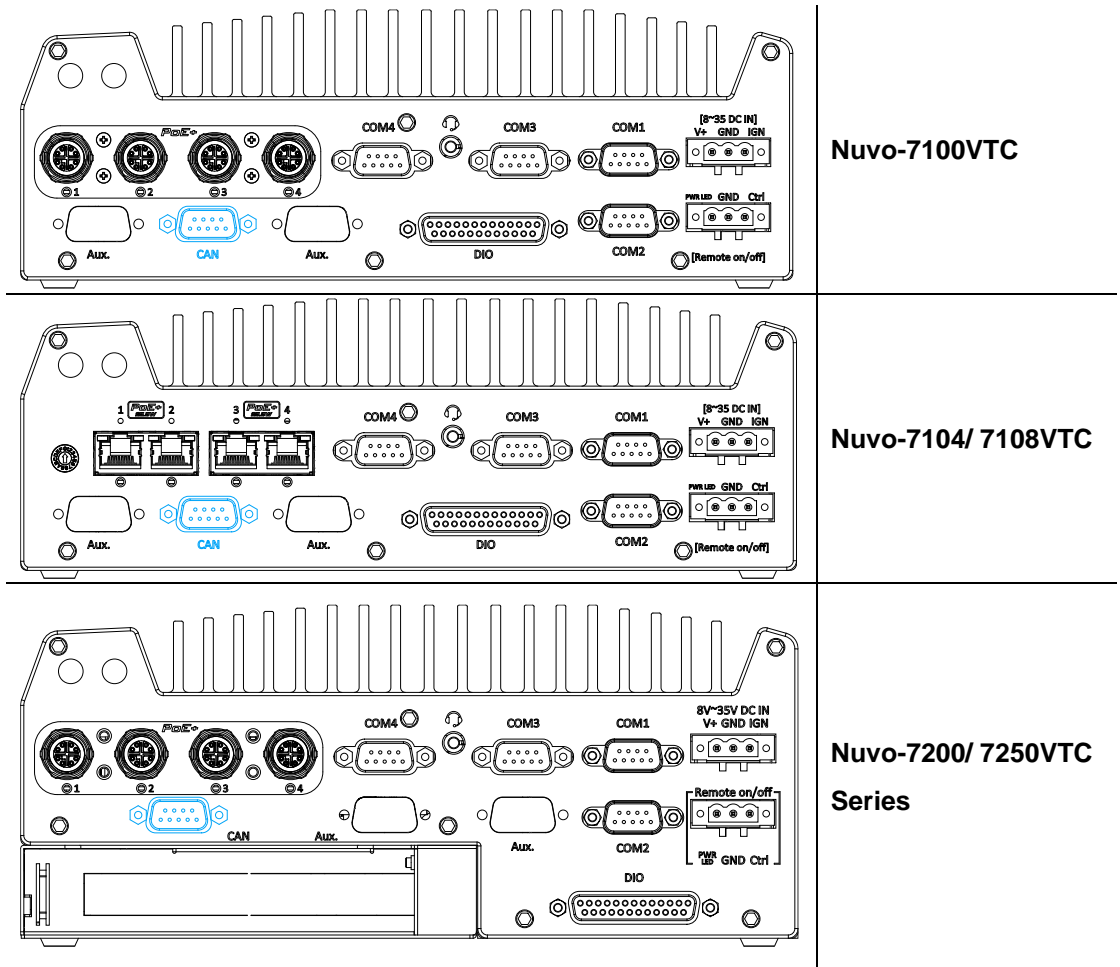 COM4 COM3 COM1 [8~35 DC IN]
V+ GND IGN
PoE+
1 2 3 4
PWR LED GND Ctrl
Aux. CAN Aux. DIO COM2 [Remote on/off]
Nuvo-7100VTC
1 PoE+ 2 3 PoE+ 4
COM4 COM3 COM1 [8~35 DC IN]
V+ GND IGN
PWR LED GND Ctrl
Aux. CAN Aux. DIO COM2 [Remote on/off]
Nuvo-7104/ 7108VTC
COM4 COM3 COM1 8V~35V DC IN
V+ GND IGN
PoE+
1 2 3 4
Remote on/off
CAN Aux. Aux. COM2
PWR LED GND Ctrl
DIO
Nuvo-7200/ 7250VTC
Series